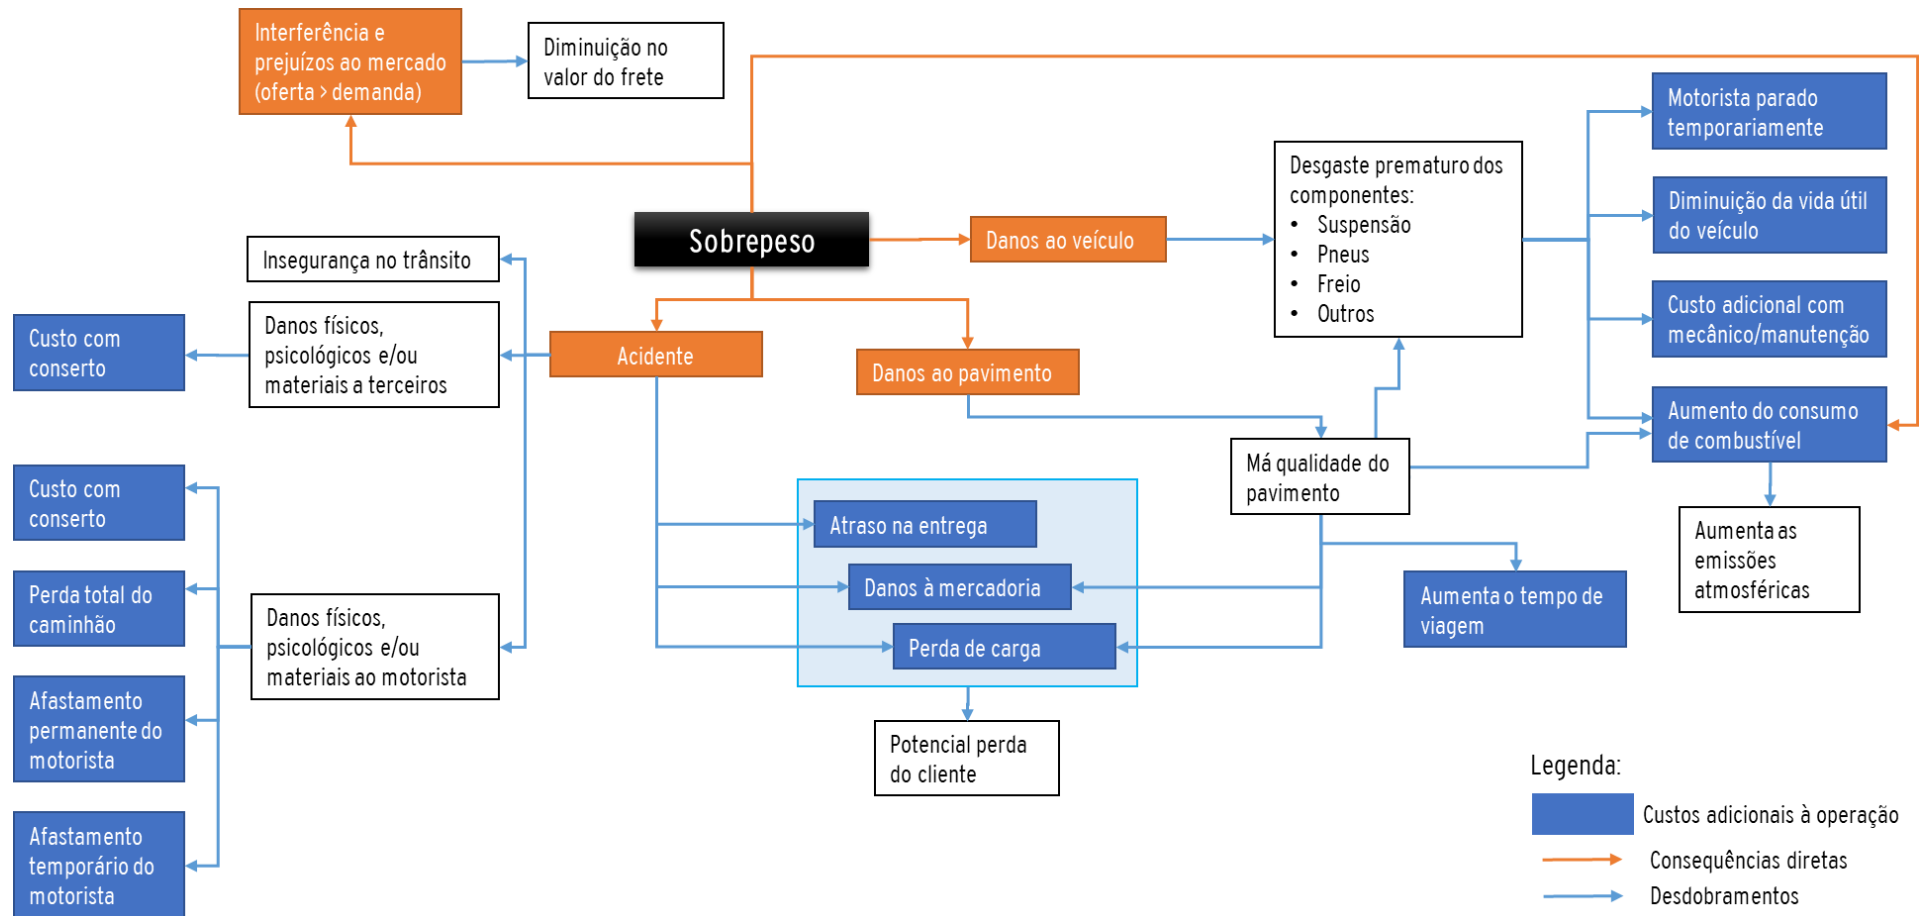 Interferência e
prejuízos ao mercado
(oferta > demanda)
Diminuição no
valor do frete
Motorista parado
temporariamente
Desgaste prematuro dos
componentes:
• Suspensão
• Pneus
• Freio
• Outros
Diminuição da vida útil
do veículo
Sobrepeso
Danos ao veículo
Insegurança no trânsito
Custo com
conserto
Danos físicos,
psicológicos e/ou
materiais a terceiros
Acidente
Danos ao pavimento
Custo adicional com
mecânico/manutenção
Aumento do consumo
de combustível
Má qualidade do
pavimento
Custo com
conserto
Atraso na entrega
Aumenta as
emissões
atmosféricas
Perda total do
caminhão
Danos físicos,
psicológicos e/ou
materiais ao motorista
Danos à mercadoria
Aumenta o tempo de
viagem
Perda de carga
Afastamento
permanente do
motorista
Potencial perda
do cliente
Afastamento
temporário do
motorista
Legenda:
Custos adicionais à operação
Consequências diretas
Desdobramentos